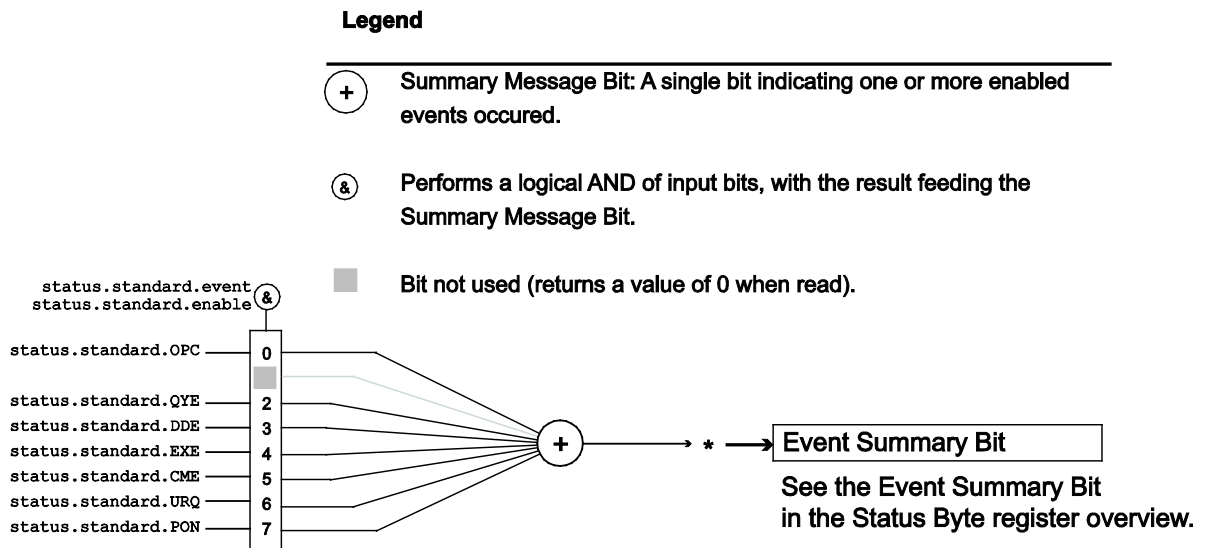 Legend
+ Summary Message Bit: A single bit indicating one or more enabled
events occured.
& Performs a logical AND of input bits, with the result feeding the
Summary Message Bit.
Bit not used (returns a value of 0 when read).
status.standard.event
status.standard.enable &
status.standard.OPC 0
status.standard.QYE 2
status.standard.DDE 3
status.standard.EXE 4
status.standard.CME 5
status.standard.URQ 6
status.standard.PON 7
+ * Event Summary Bit
See the Event Summary Bit
in the Status Byte register overview.